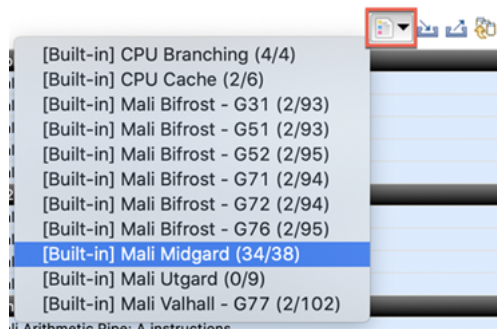 [Built-in] CPU Branching (4/4)
[Built-in] CPU Cache (2/6)
[Built-in] Mali Bifrost - G31 (2/93)
[Built-in] Mali Bifrost - G51 (2/93)
[Built-in] Mali Bifrost - G52 (2/95)
[Built-in] Mali Bifrost - G71 (2/94)
[Built-in] Mali Bifrost - G72 (2/94)
[Built-in] Mali Bifrost - G76 (2/95)
[Built-in] Mali Midgard (34/38)
[Built-in] Mali Utgard (0/9)
[Built-in] Mali Valhall - G77 (2/102)
Arithmetic Pipe: A instructions